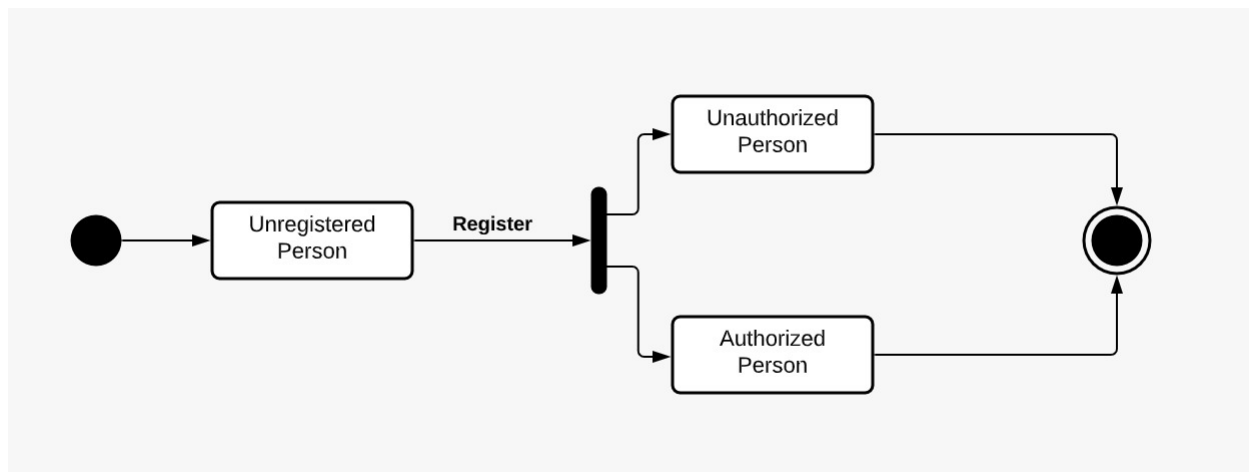 Unregistered
Person
Register
Unauthorized
Person
Authorized
Person